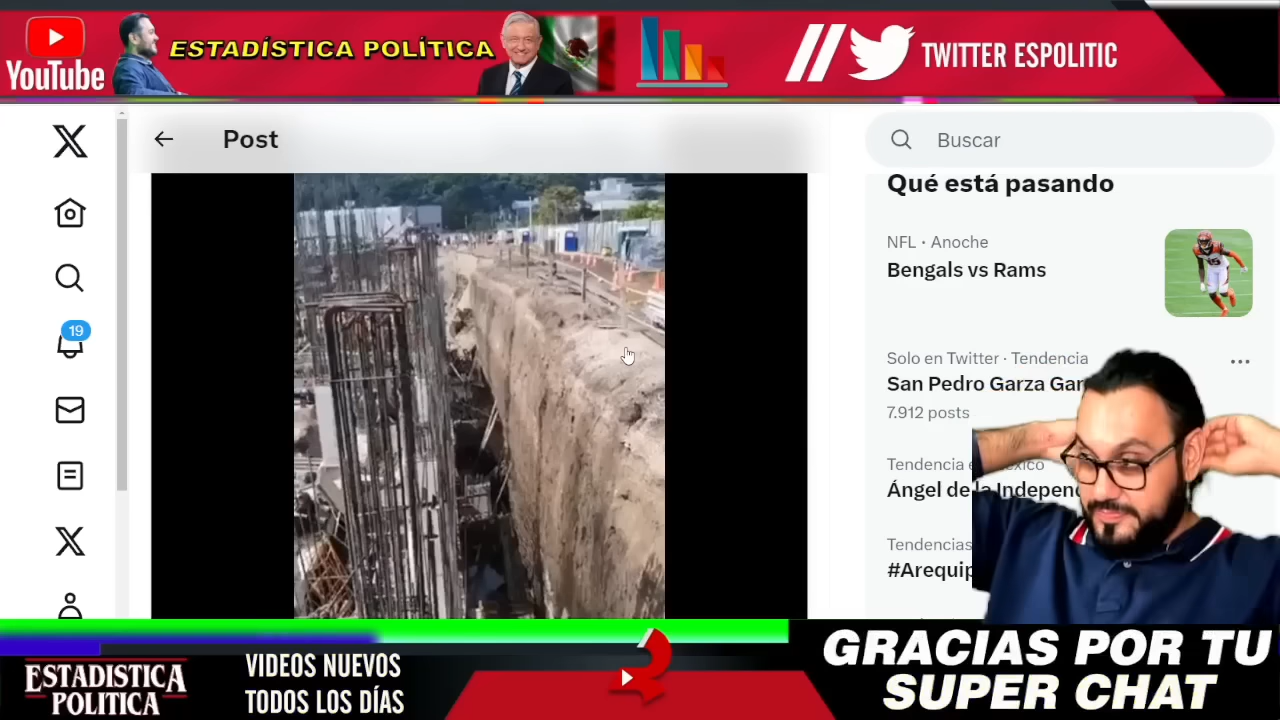 YouTube
ESTADÍSTICA POLÍTICA
TWITTER ESPOLITIC
Post
Buscar
Qué está pasando
NFL · Anoche
Bengals vs Rams
19
Solo en Twitter · Tendencia
San Pedro Garza Gar
7.912 posts
Tendencia e México
Ángel de la Independ
Tendencias
#Arequip
ESTADISTICA
POLITICA
VIDEOS NUEVOS
TODOS LOS DÍAS
GRACIAS POR TU
SUPER CHAT